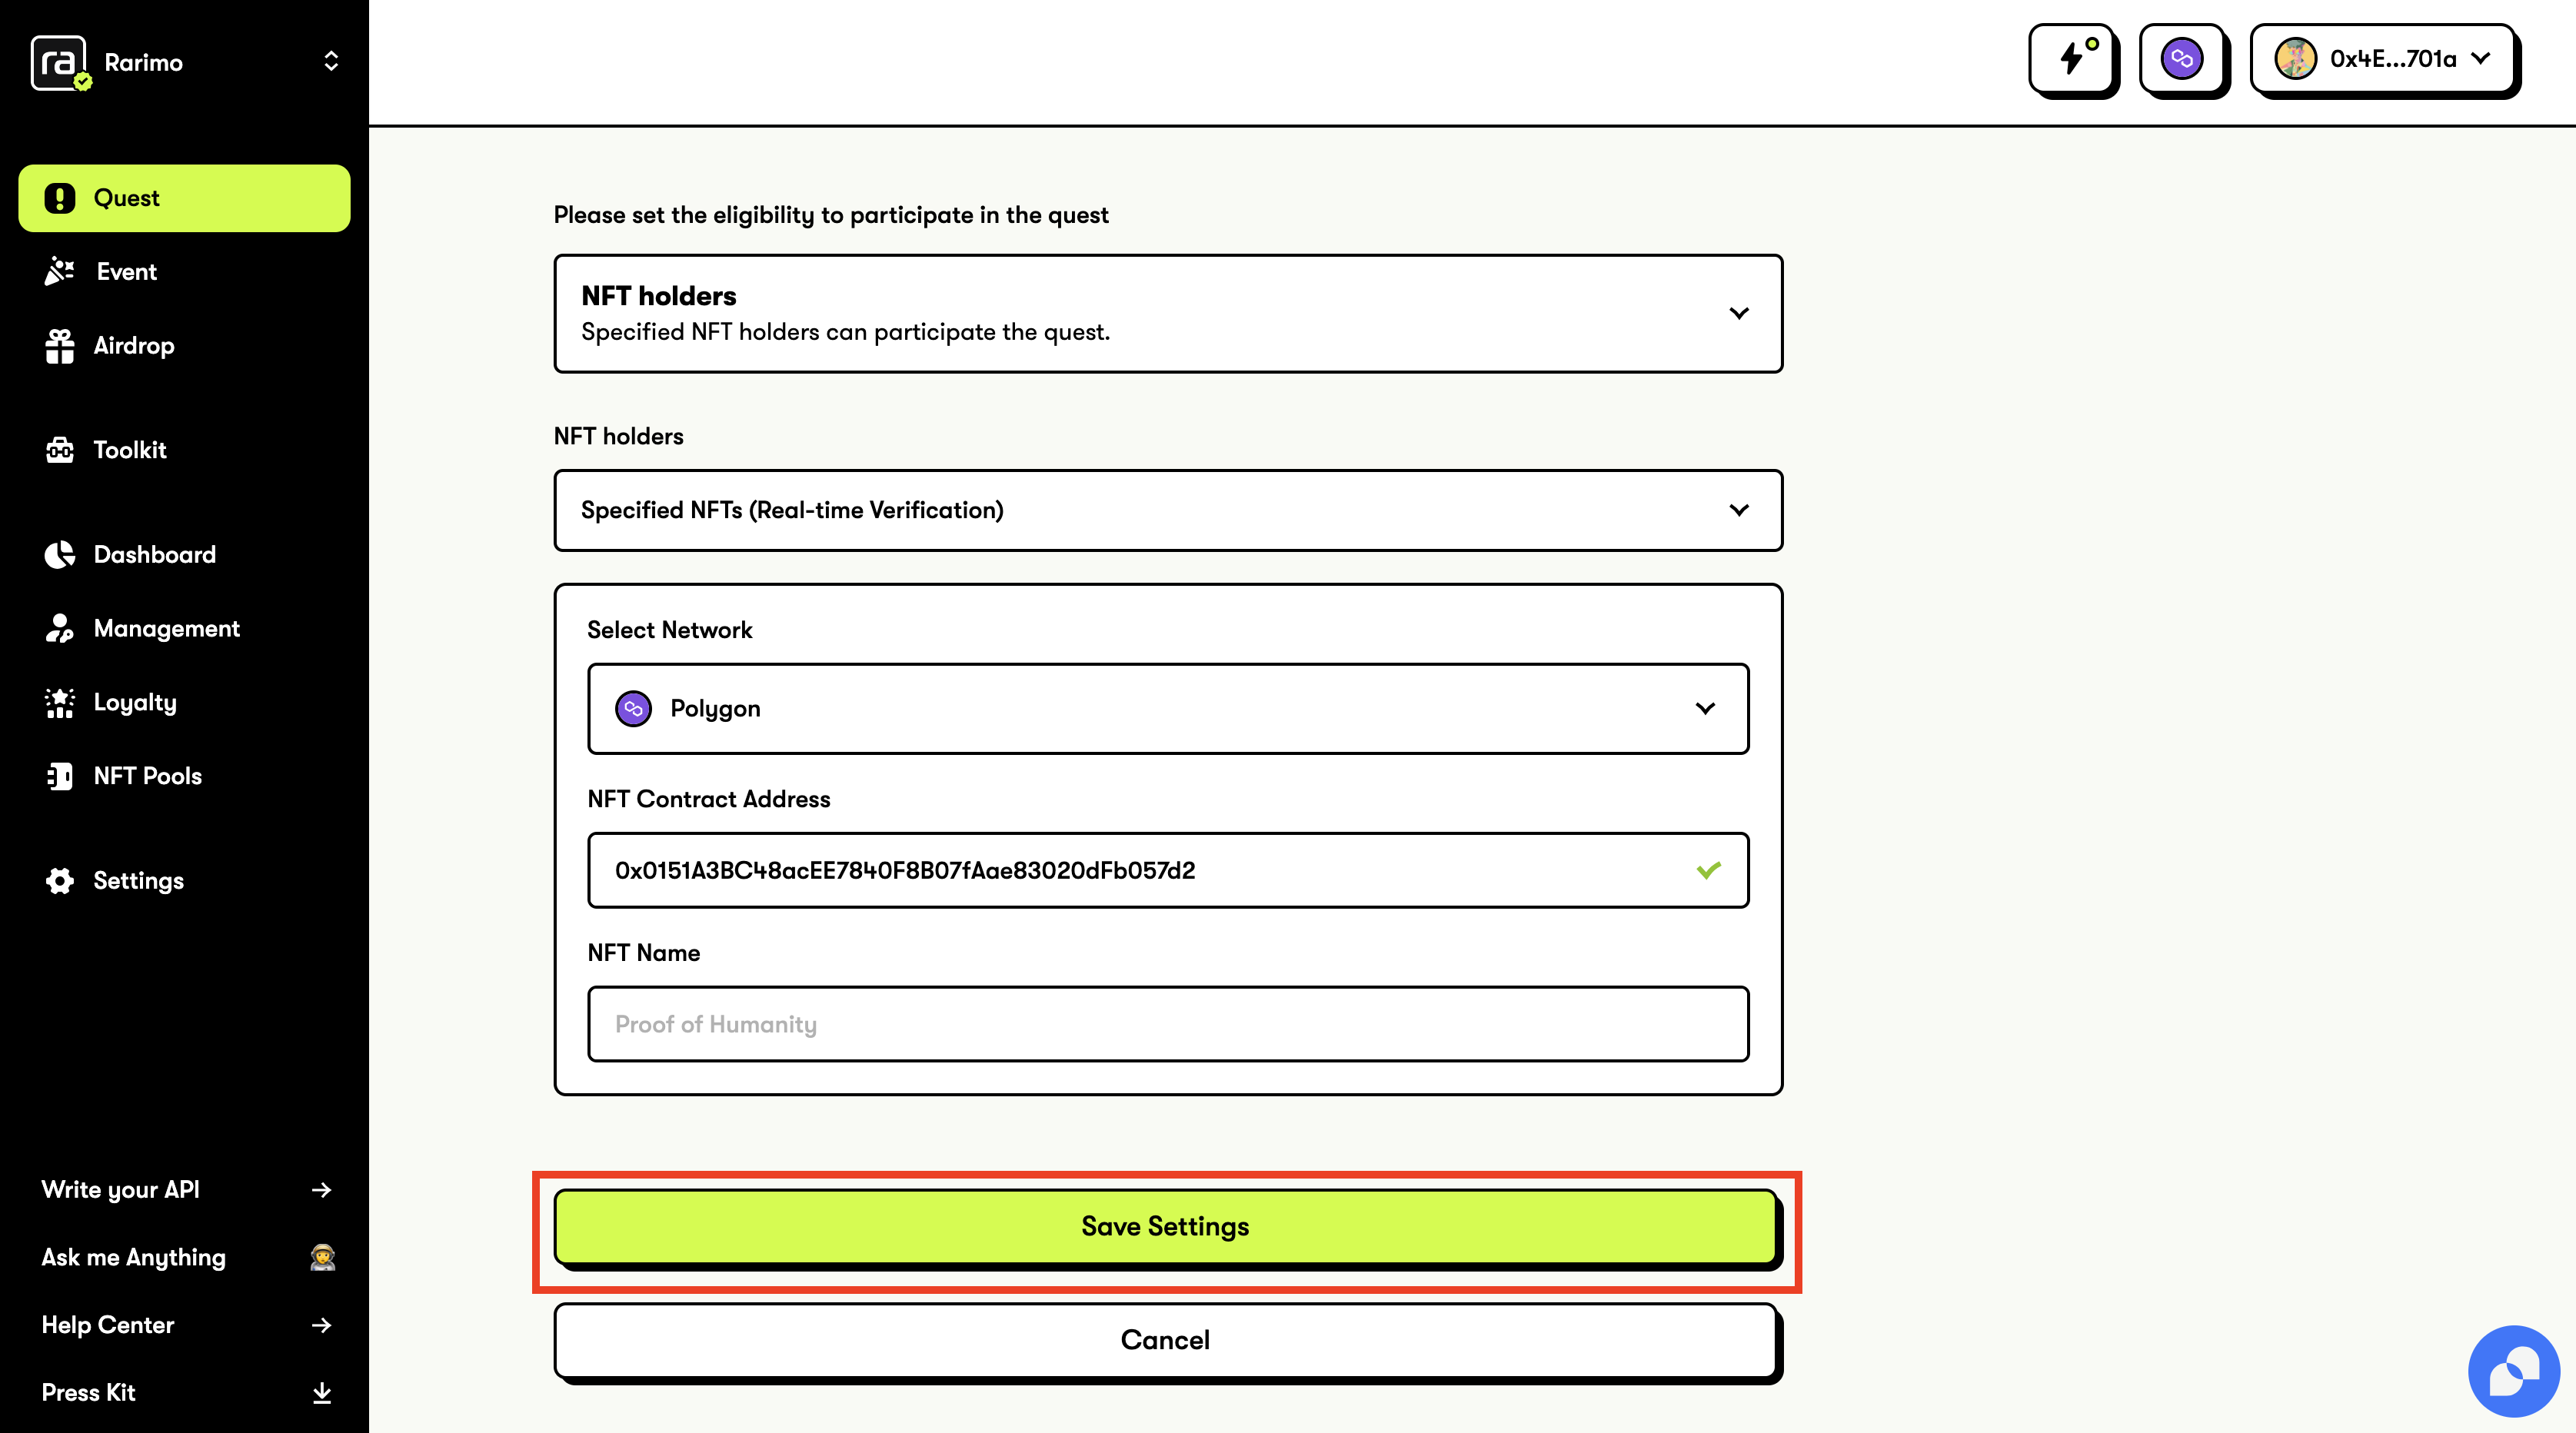 ra
Rarimo
0x4E...701a
Quest
Event
Airdrop
Toolkit
Dashboard
Management
Loyalty
NFT Pools
Settings
Write your API
Ask me Anything
Help Center
Press Kit
Please set the eligibility to participate in the quest
NFT holders
Specified NFT holders can participate the quest.
NFT holders
Specified NFTs (Real-time Verification)
Select Network
Polygon
NFT Contract Address
0x0151A3BC48acEE7840F8B07fAae83020dFb057d2
NFT Name
Proof of Humanity
Save Settings
Cancel